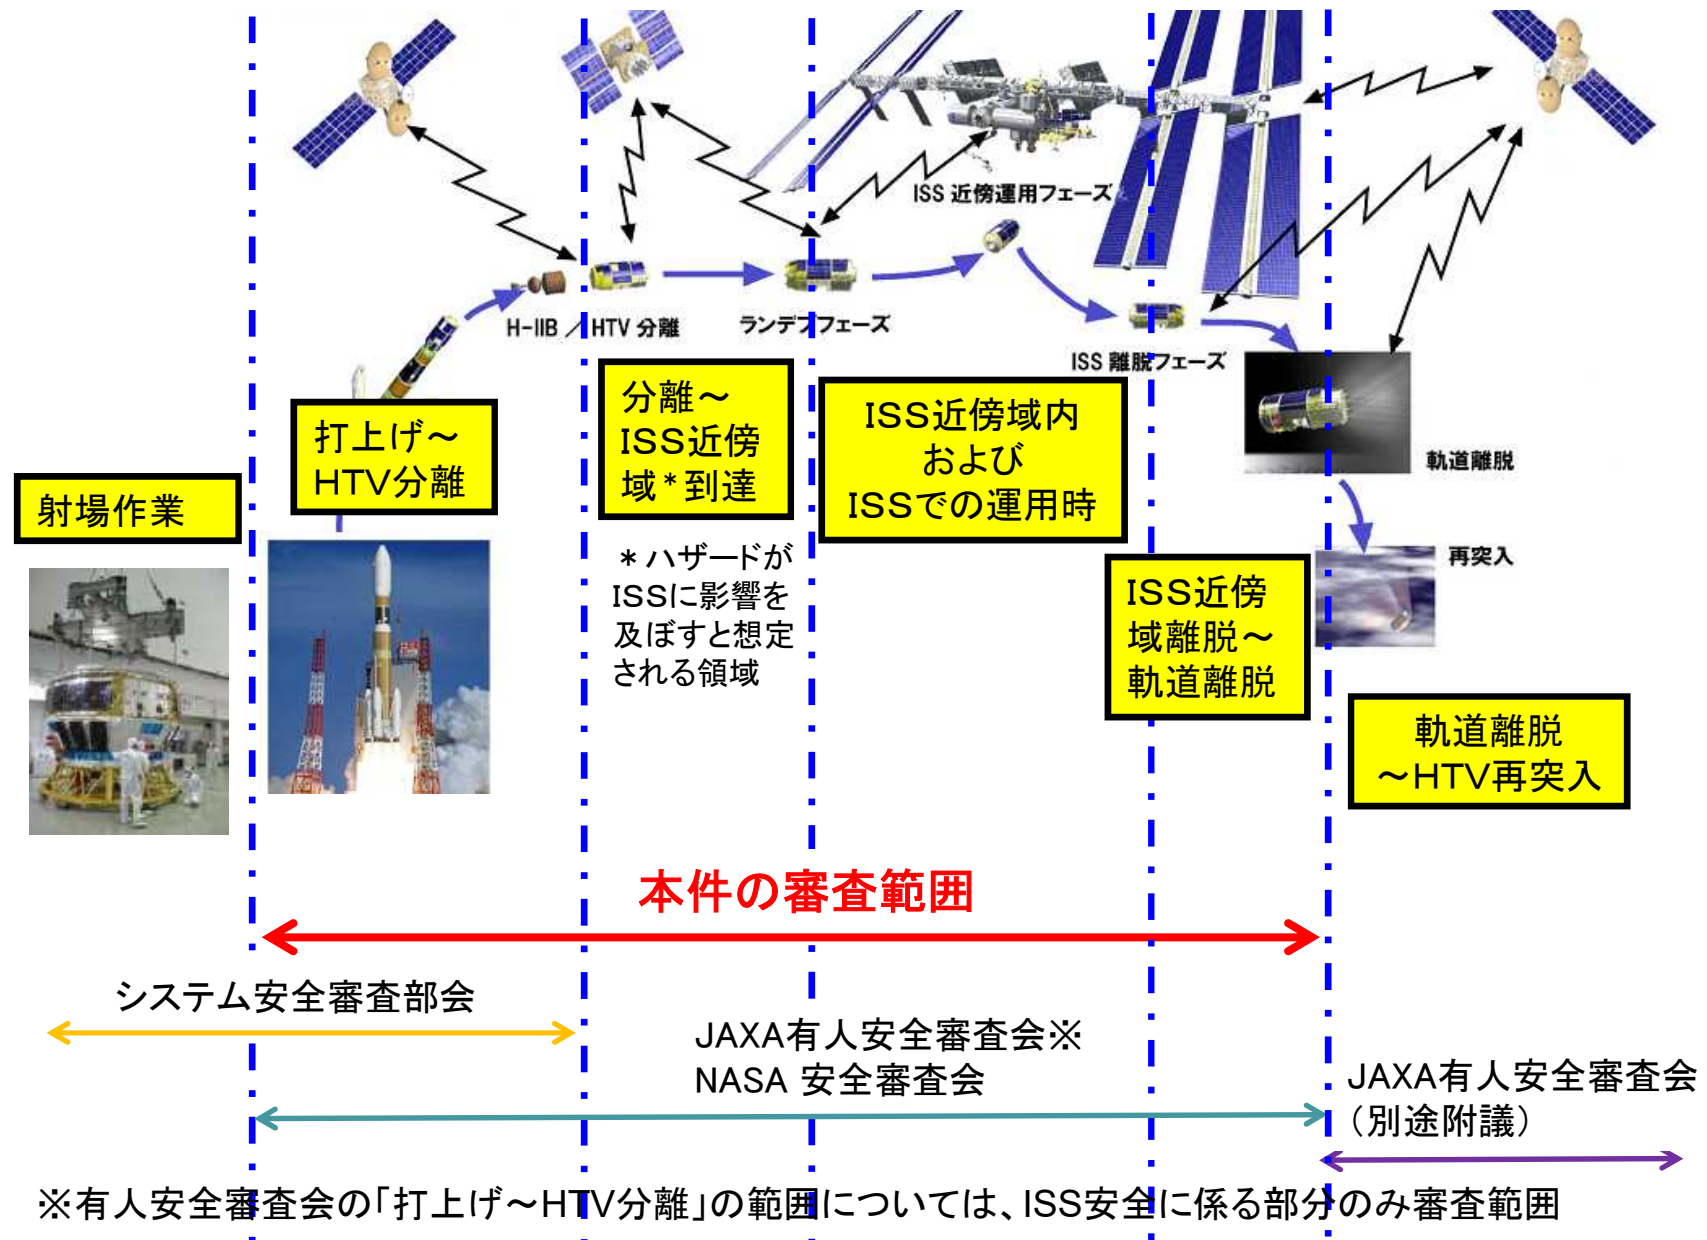 ISS 近傍運用フェーズ
H-IIB ／ HTV 分離
ランデブフェーズ
ISS 離脱フェーズ
軌道離脱
再突入
射場作業
打上げ～
HTV分離
分離～
ISS近傍
域*到達
＊ハザードが
ISSに影響を
及ぼすと想定
される領域
ISS近傍域内
および
ISSでの運用時
ISS近傍
域離脱～
軌道離脱
軌道離脱
～HTV再突入
本件の審査範囲
システム安全審査部会
JAXA有人安全審査会※
NASA 安全審査会
JAXA有人安全審査会
（別途附議）
※有人安全審査会の「打上げ～HTV分離」の範囲については、ISS安全に係る部分のみ審査範囲